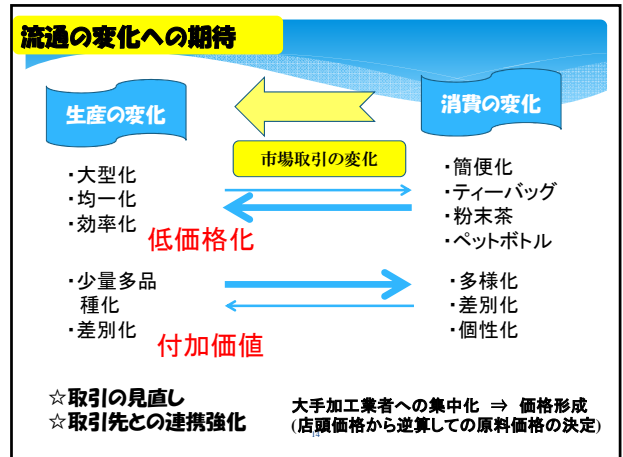 流通の変化への期待
生産の変化
消費の変化
市場取引の変化
・大型化
・均一化
・効率化
低価格化
・簡便化
・ティーバッグ
・粉末茶
・ペットボトル
・少量多品
種化
・差別化
付加価値
・多様化
・差別化
・個性化
☆取引の見直し
☆取引先との連携強化
大手加工業者への集中化 ⇒ 価格形成
(店頭価格から逆算しての原料価格の決定)
14